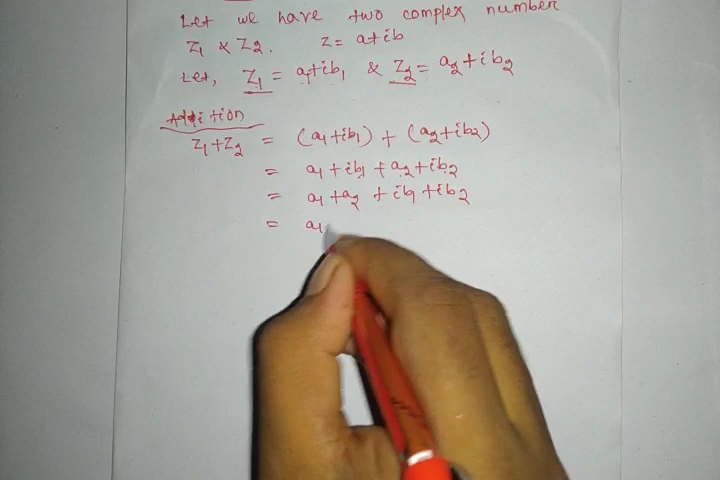 Let we have two complex number
Z₁ & Z₂. Z = a+ib
Let, Z₁ = a₁+ib₁ & Z₂ = a₂+ib₂
Addition
Z₁+Z₂ = (a₁+ib₁) + (a₂+ib₂)
= a₁ + ib₁ + a₂ + ib₂
= a₁ + a₂ + ib₁ + ib₂
= a₁